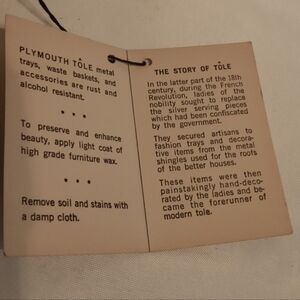 PLYMOUTH TOLE metal
trays, waste baskets, and
accessories are rust and
alcohol resistant.
• • •
To preserve and enhance
beauty, apply light coat of
high grade furniture wax.
• • •
Remove soil and stains with
a damp cloth.
THE STORY OF TOLE
In the latter part of the 18th
century, during the French
Revolution, ladies of the
nobility sought to replace
the silver serving pieces
which had been confiscated
by the government.
They secured artisans to
fashion trays and decora-
tive items from the metal
shingles used for the roofs
of the better houses.
These items were then
painstakingly hand-deco-
rated by the ladies and be-
came the forerunner of
modern tole.